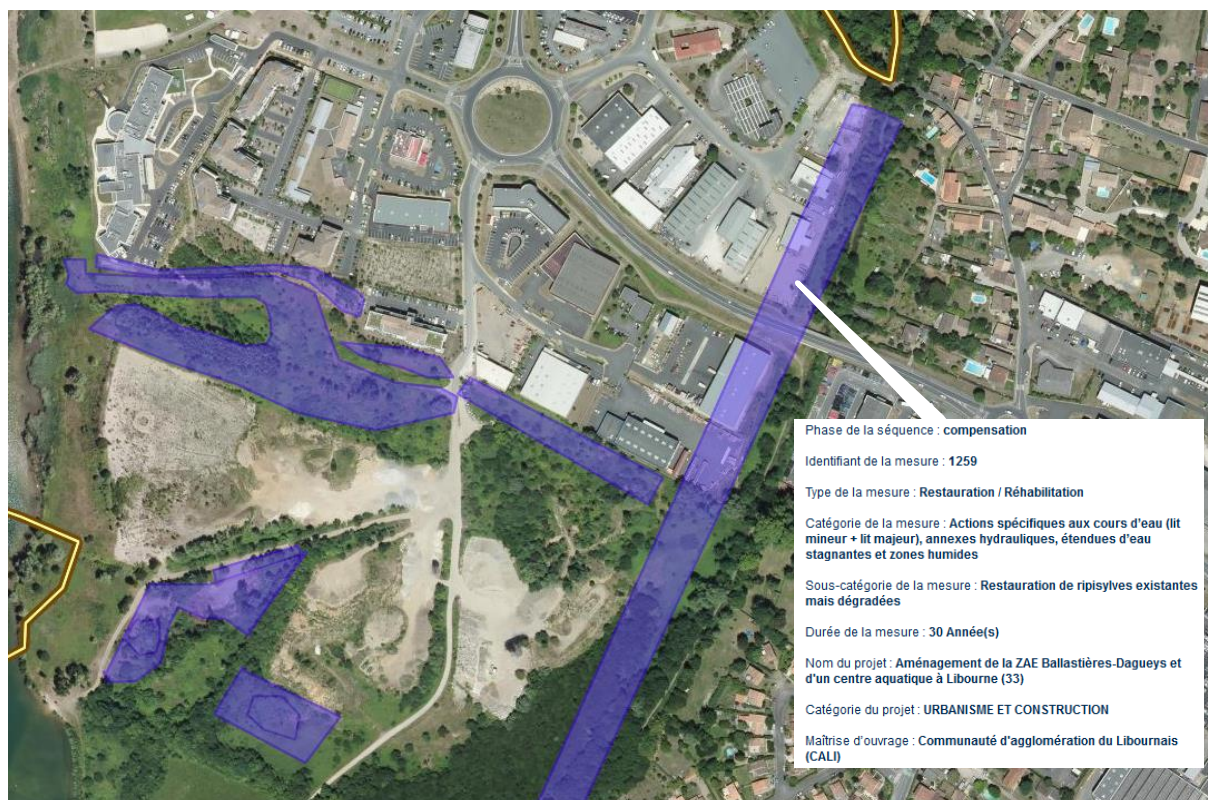 Phase de la séquence : compensation
Identifiant de la mesure : 1259
Type de la mesure : Restauration / Réhabilitation
Catégorie de la mesure : Actions spécifiques aux cours d'eau (lit
mineur + lit majeur), annexes hydrauliques, étendues d'eau
stagnantes et zones humides
Sous-catégorie de la mesure : Restauration de ripisylves existantes
mais dégradées
Durée de la mesure : 30 Année(s)
Nom du projet : Aménagement de la ZAE Ballastières-Dagueys et
d'un centre aquatique à Libourne (33)
Catégorie du projet : URBANISME ET CONSTRUCTION
Maîtrise d'ouvrage : Communauté d'agglomération du Libournais
(CALI)